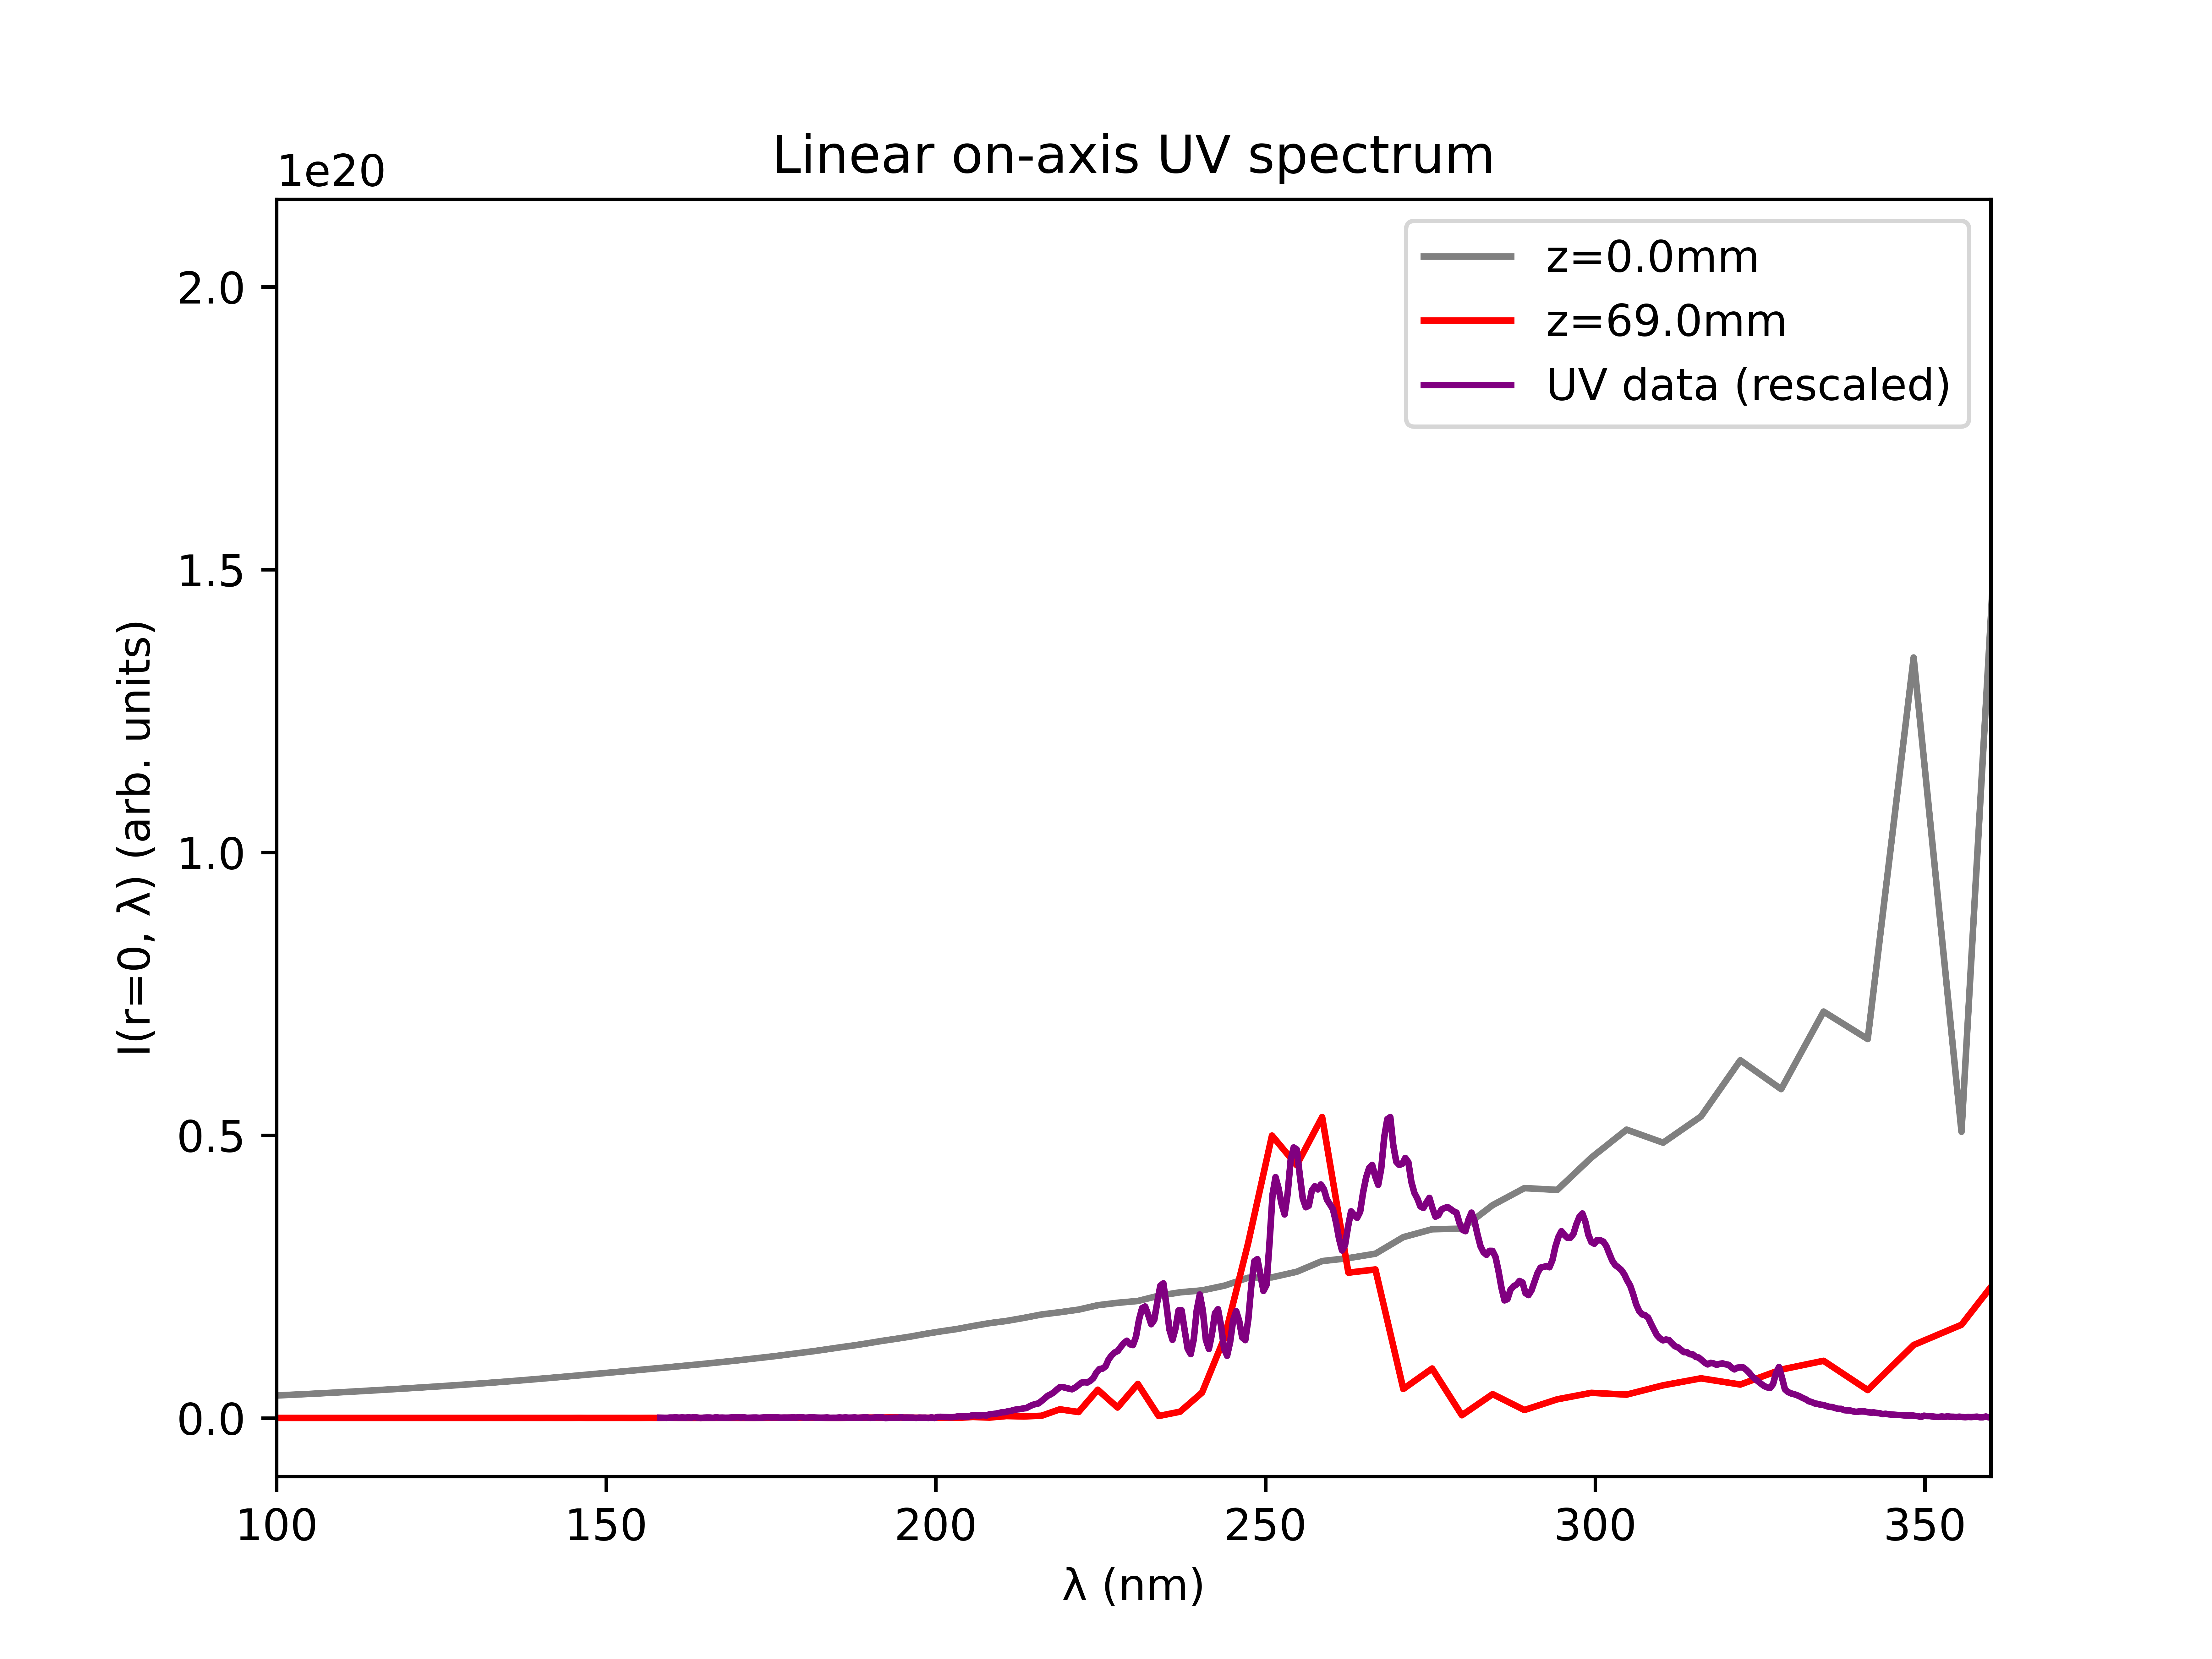 Linear on-axis UV spectrum
1e20
z=0.0mm
z=69.0mm
UV data (rescaled)
2.0
1.5
1.0
0.5
0.0
I(r=0, λ) (arb. units)
100 150 200 250 300 350
λ (nm)